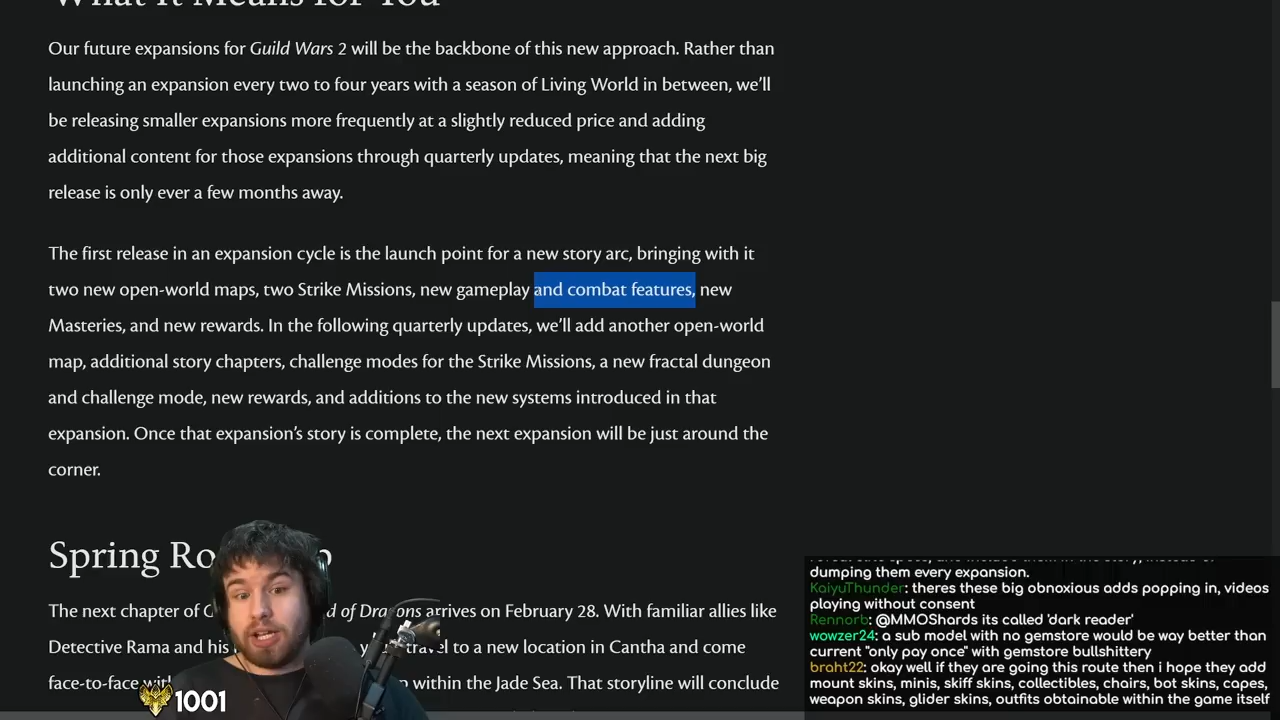 What It Means for You
Our future expansions for Guild Wars 2 will be the backbone of this new approach. Rather than
launching an expansion every two to four years with a season of Living World in between, we'll
be releasing smaller expansions more frequently at a slightly reduced price and adding
additional content for those expansions through quarterly updates, meaning that the next big
release is only ever a few months away.
The first release in an expansion cycle is the launch point for a new story arc, bringing with it
two new open-world maps, two Strike Missions, new gameplay and combat features, new
Masteries, and new rewards. In the following quarterly updates, we'll add another open-world
map, additional story chapters, challenge modes for the Strike Missions, a new fractal dungeon
and challenge mode, new rewards, and additions to the new systems introduced in that
expansion. Once that expansion's story is complete, the next expansion will be just around the
corner.
Spring Ro
The next chapter of of Dragons arrives on February 28. With familiar allies like
Detective Rama and his travel to a new location in Cantha and come
face-to-face within the Jade Sea. That storyline will conclude
1001
dumping them every expansion.
KaiyuThunder: theres these big obnoxious adds popping in, videos
playing without consent
Rennorb: @MMOShards its called 'dark reader'
wowzer24: a sub model with no gemstore would be way better than
current "only pay once" with gemstore bullshittery
braht22: okay well if they are going this route then i hope they add
mount skins, minis, skiff skins, collectibles, chairs, bot skins, capes,
weapon skins, glider skins, outfits obtainable within the game itself